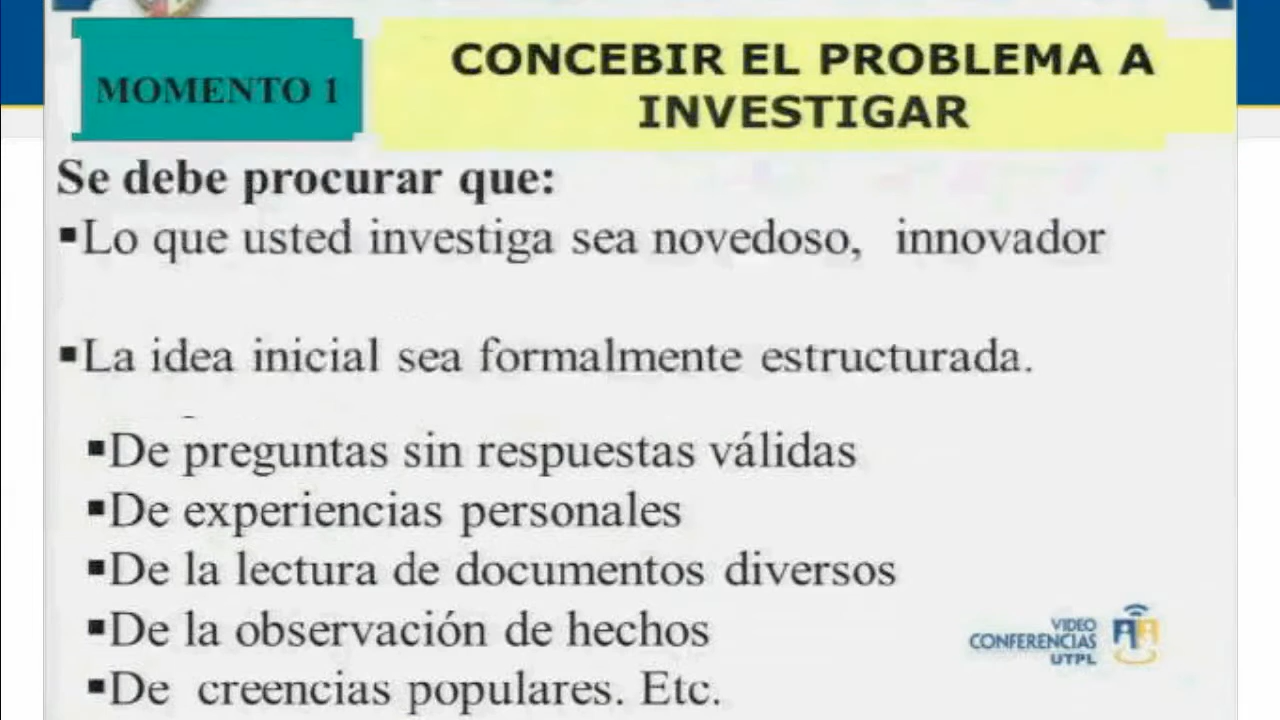 MOMENTO 1
CONCEBIR EL PROBLEMA A
INVESTIGAR
Se debe procurar que:
▪Lo que usted investiga sea novedoso, innovador
▪La idea inicial sea formalmente estructurada.
▪De preguntas sin respuestas válidas
▪De experiencias personales
▪De la lectura de documentos diversos
▪De la observación de hechos
▪De creencias populares. Etc.
VIDEO
CONFERENCIAS
UTPL